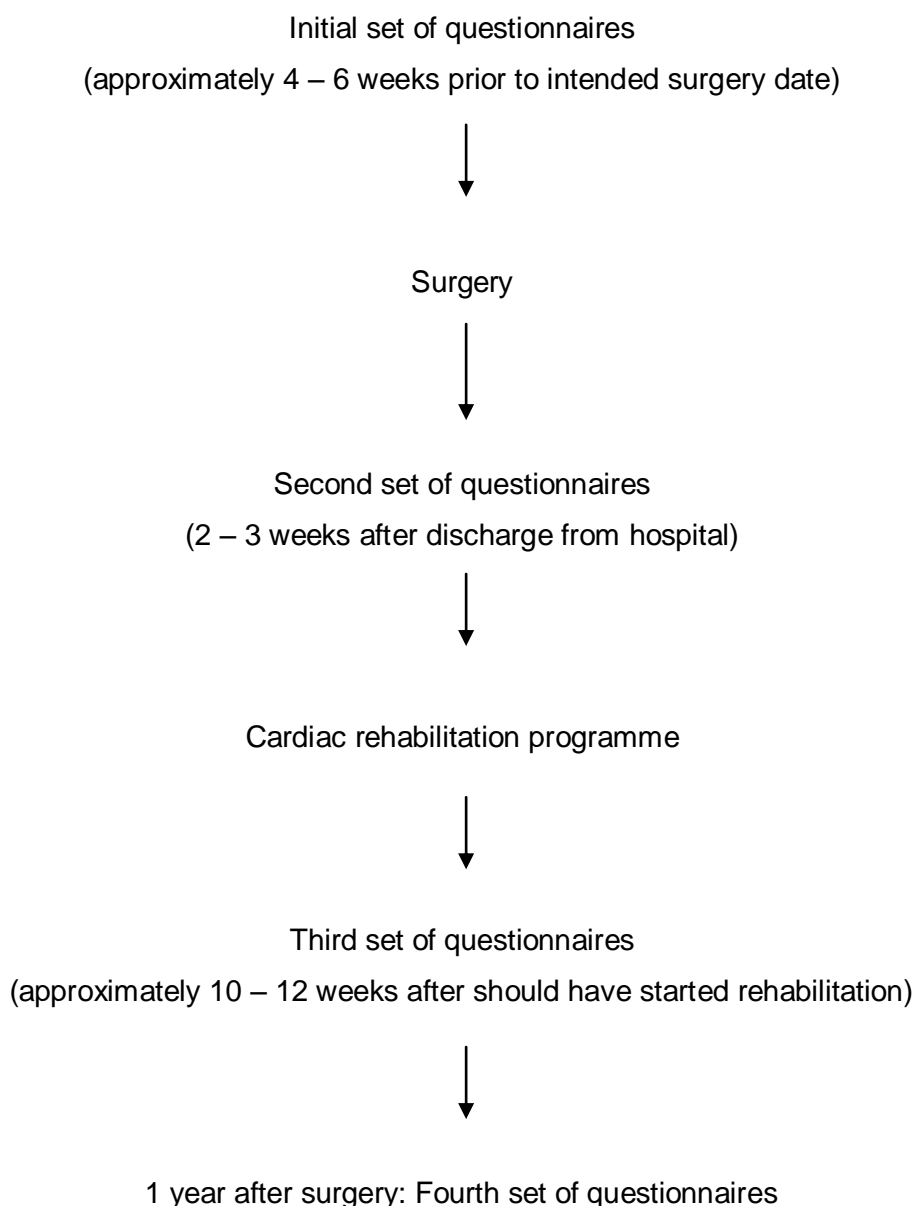 Initial set of questionnaires
(approximately 4 – 6 weeks prior to intended surgery date)
Surgery
Second set of questionnaires
(2 – 3 weeks after discharge from hospital)
Cardiac rehabilitation programme
Third set of questionnaires
(approximately 10 – 12 weeks after should have started rehabilitation)
1 year after surgery: Fourth set of questionnaires